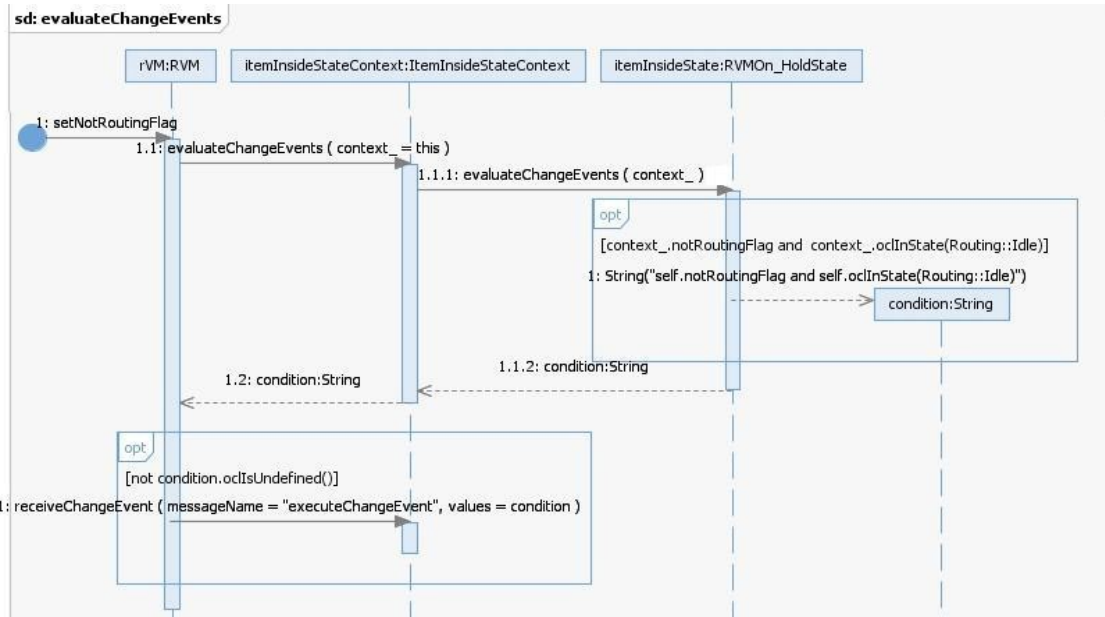 sd: evaluateChangeEvents
rVM:RVM
itemInsideStateContext:ItemInsideStateContext
itemInsideState:RVMOn_HoldState
1: setNotRoutingFlag
1.1: evaluateChangeEvents ( context_ = this )
1.1.1: evaluateChangeEvents ( context_ )
opt
[context_.notRoutingFlag and context_.oclInState(Routing::Idle)]
1: String("self.notRoutingFlag and self.oclInState(Routing::Idle)")
condition:String
1.1.2: condition:String
1.2: condition:String
opt
[not condition.oclIsUndefined()]
1: receiveChangeEvent ( messageName = "executeChangeEvent", values = condition )